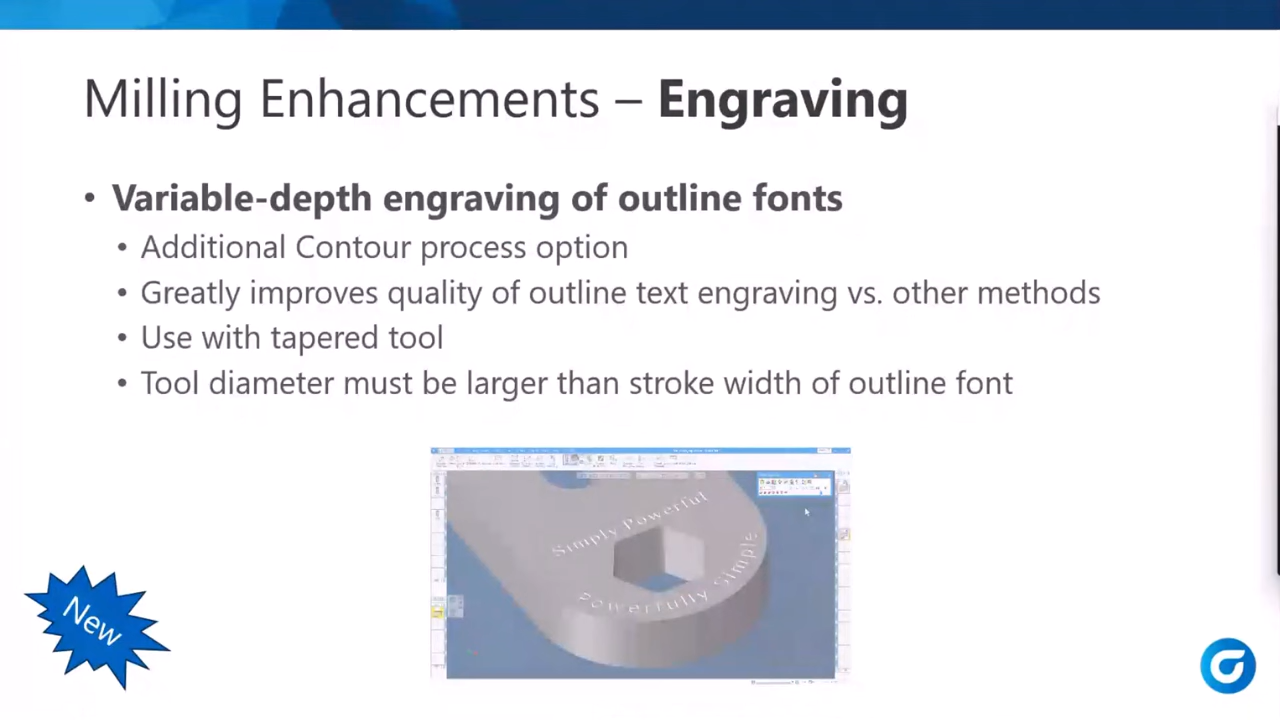 Milling Enhancements – Engraving
• Variable-depth engraving of outline fonts
• Additional Contour process option
• Greatly improves quality of outline text engraving vs. other methods
• Use with tapered tool
• Tool diameter must be larger than stroke width of outline font
Simply Powerful
Powerfully Simple
New